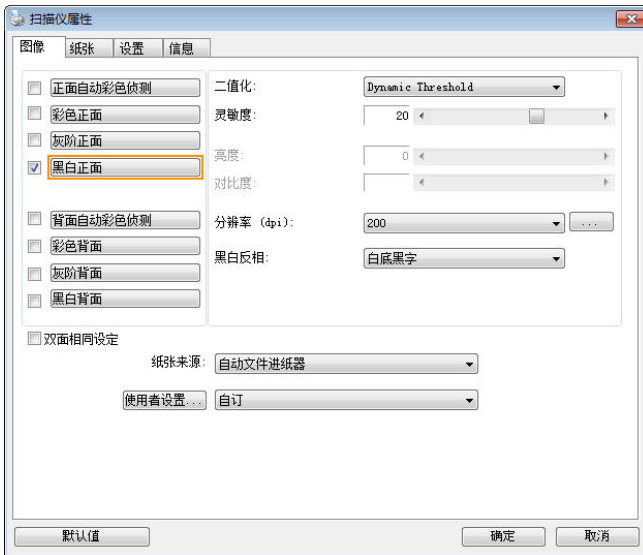 扫描仪属性
图像 纸张 设置 信息
正面自动彩色侦测 二值化: Dynamic Threshold
彩色正面 灵敏度: 20
灰阶正面
黑白正面 亮度: 0
对比度:
背面自动彩色侦测 分辨率 (dpi): 200 ...
彩色背面 黑白反相: 白底黑字
灰阶背面
黑白背面
双面相同设定
纸张来源: 自动文件进纸器
使用者设置... 自订
默认值 确定 取消